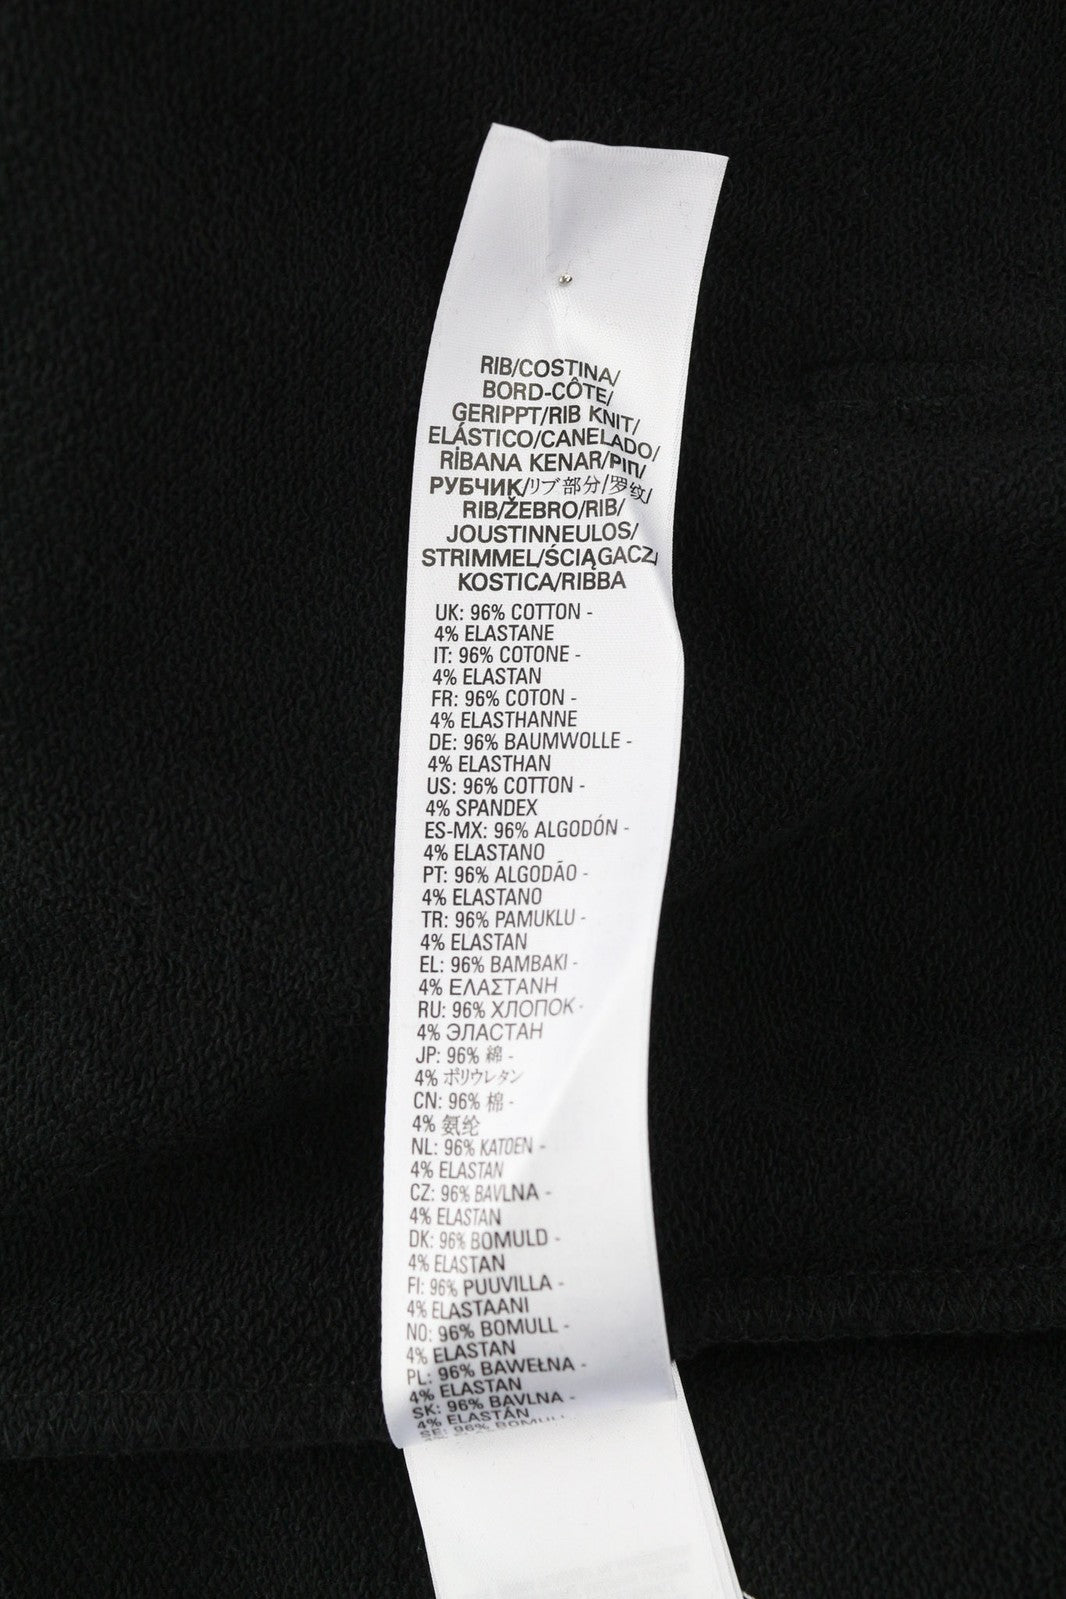 RIB/COSTINA/
BORD-CÔTE/
GERIPPT/RIB KNIT/
ELÁSTICO/CANELADO/
RİBANA KENAR/ΡΙΠ/
РУБЧИК/リブ部分/罗纹/
RIB/ŽEBRO/RIB/
JOUSTINNEULOS/
STRIMMEL/ŚCIĄGACZ/
KOSTICA/RIBBA
UK: 96% COTTON -
4% ELASTANE
IT: 96% COTONE -
4% ELASTAN
FR: 96% COTON -
4% ELASTHANNE
DE: 96% BAUMWOLLE -
4% ELASTHAN
US: 96% COTTON -
4% SPANDEX
ES-MX: 96% ALGODÓN -
4% ELASTANO
PT: 96% ALGODÃO -
4% ELASTANO
TR: 96% PAMUKLU -
4% ELASTAN
EL: 96% ΒΑΜΒΑΚΙ -
4% ΕΛΑΣΤΑΝΗ
RU: 96% ХЛОПОК -
4% ЭЛАСТАН
JP: 96% 綿 -
4% ポリウレタン
CN: 96% 棉 -
4% 氨纶
NL: 96% KATOEN -
4% ELASTAN
CZ: 96% BAVLNA -
4% ELASTAN
DK: 96% BOMULD -
4% ELASTAN
FI: 96% PUUVILLA -
4% ELASTAANI
NO: 96% BOMULL -
4% ELASTAN
PL: 96% BAWEŁNA -
4% ELASTAN
SK: 96% BAVLNA -
4% ELASTÁN
SE: 96% BOMULL